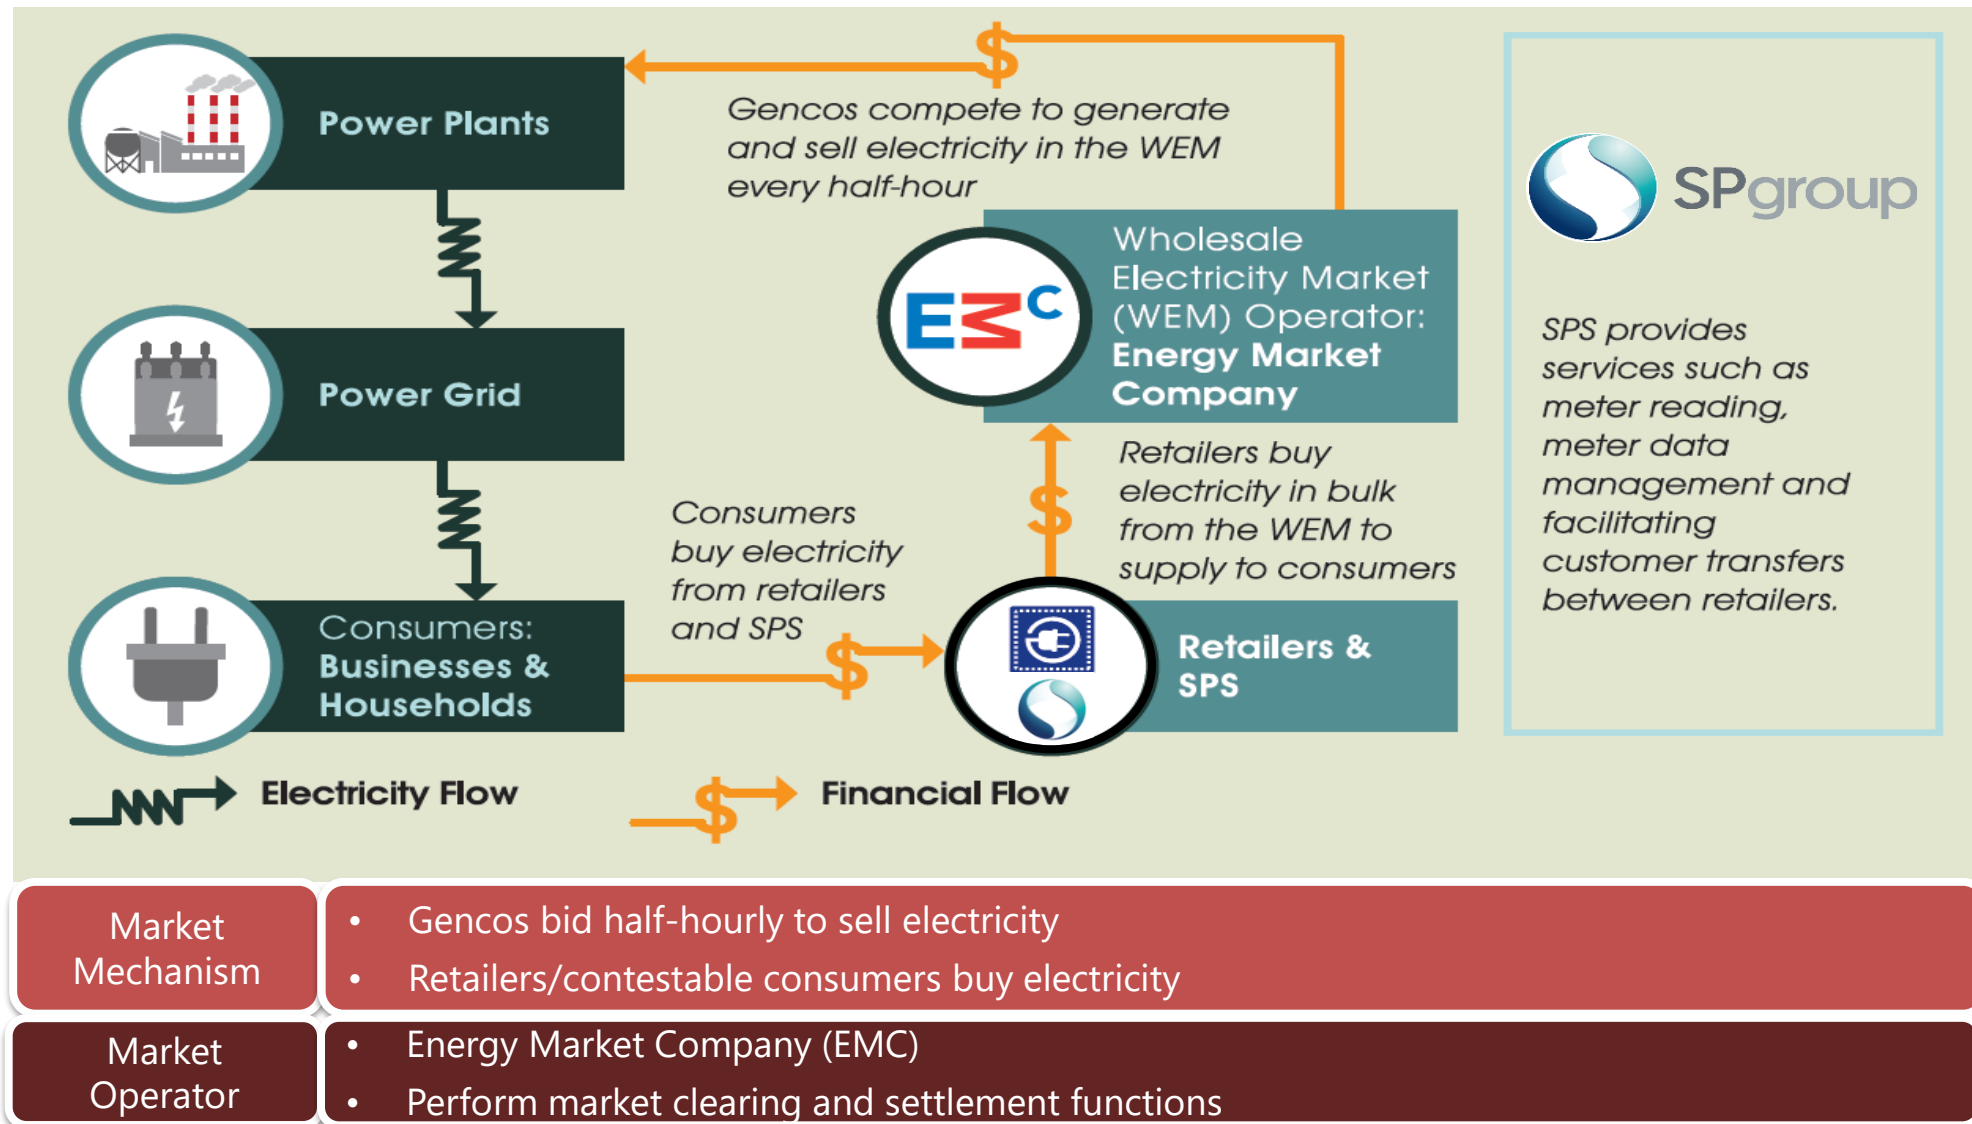 Power Plants
Gencos compete to generate
and sell electricity in the WEM
every half-hour
Power Grid
EMC
Wholesale
Electricity Market
(WEM) Operator:
Energy Market
Company
Consumers
buy electricity
from retailers
and SPS
Retailers buy
electricity in bulk
from the WEM to
supply to consumers
Consumers:
Businesses &
Households
Retailers &
SPS
SPgroup
SPS provides
services such as
meter reading,
meter data
management and
facilitating
customer transfers
between retailers.
Electricity Flow
$ Financial Flow
$
$
$
Market
Mechanism
• Gencos bid half-hourly to sell electricity
• Retailers/contestable consumers buy electricity
Market
Operator
• Energy Market Company (EMC)
• Perform market clearing and settlement functions